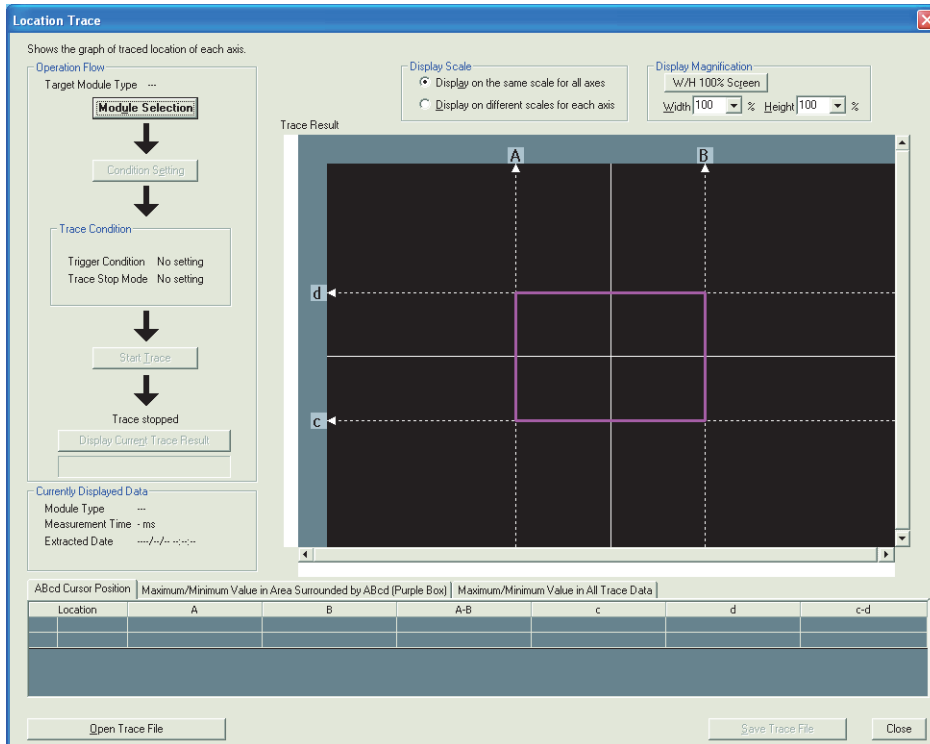 Location Trace
Shows the graph of traced location of each axis.
Operation Flow
Target Module Type ---
Module Selection
Condition Setting
Trace Condition
Trigger Condition No setting
Trace Stop Mode No setting
Start Trace
Trace stopped
Display Current Trace Result
Currently Displayed Data
Module Type ---
Measurement Time - ms
Extracted Date ----/--/-- --:--:--
Display Scale
Display on the same scale for all axes
Display on different scales for each axis
Display Magnification
W/H 100% Screen
Width 100 % Height 100 %
Trace Result
A B
d
c
ABcd Cursor Position Maximum/Minimum Value in Area Surrounded by ABcd (Purple Box) Maximum/Minimum Value in All Trace Data
Location A B A-B c d c-d
Open Trace File Save Trace File Close